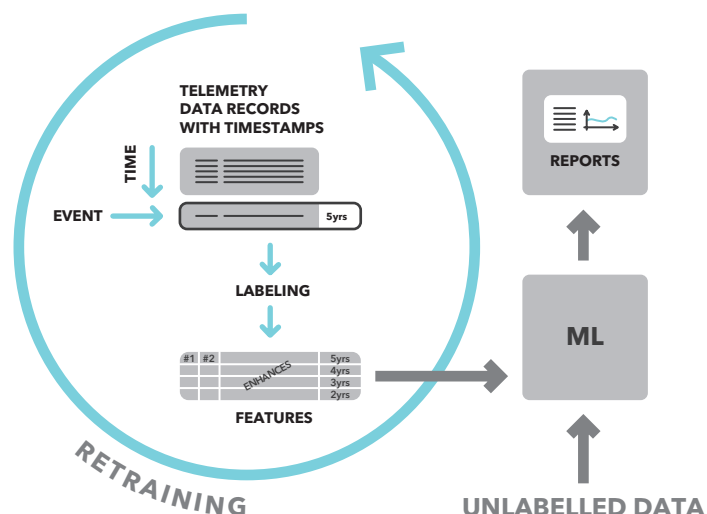 TELEMETRY
DATA RECORDS
WITH TIMESTAMPS
TIME
EVENT
5yrs
LABELING
#1 #2 5yrs
ENHANCES
4yrs
3yrs
2yrs
FEATURES
RETRAINING
REPORTS
ML
UNLABELLED DATA